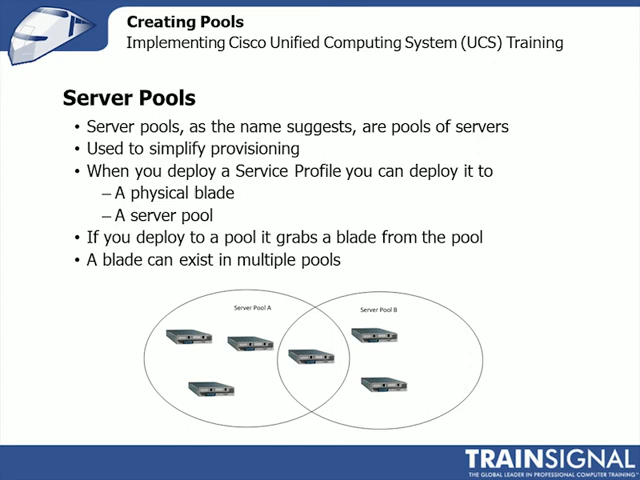 Creating Pools
Implementing Cisco Unified Computing System (UCS) Training
Server Pools
• Server pools, as the name suggests, are pools of servers
• Used to simplify provisioning
• When you deploy a Service Profile you can deploy it to
– A physical blade
– A server pool
• If you deploy to a pool it grabs a blade from the pool
• A blade can exist in multiple pools
Server Pool A
Server Pool B
TRAINSIGNAL
THE GLOBAL LEADER IN PROFESSIONAL COMPUTER TRAINING™